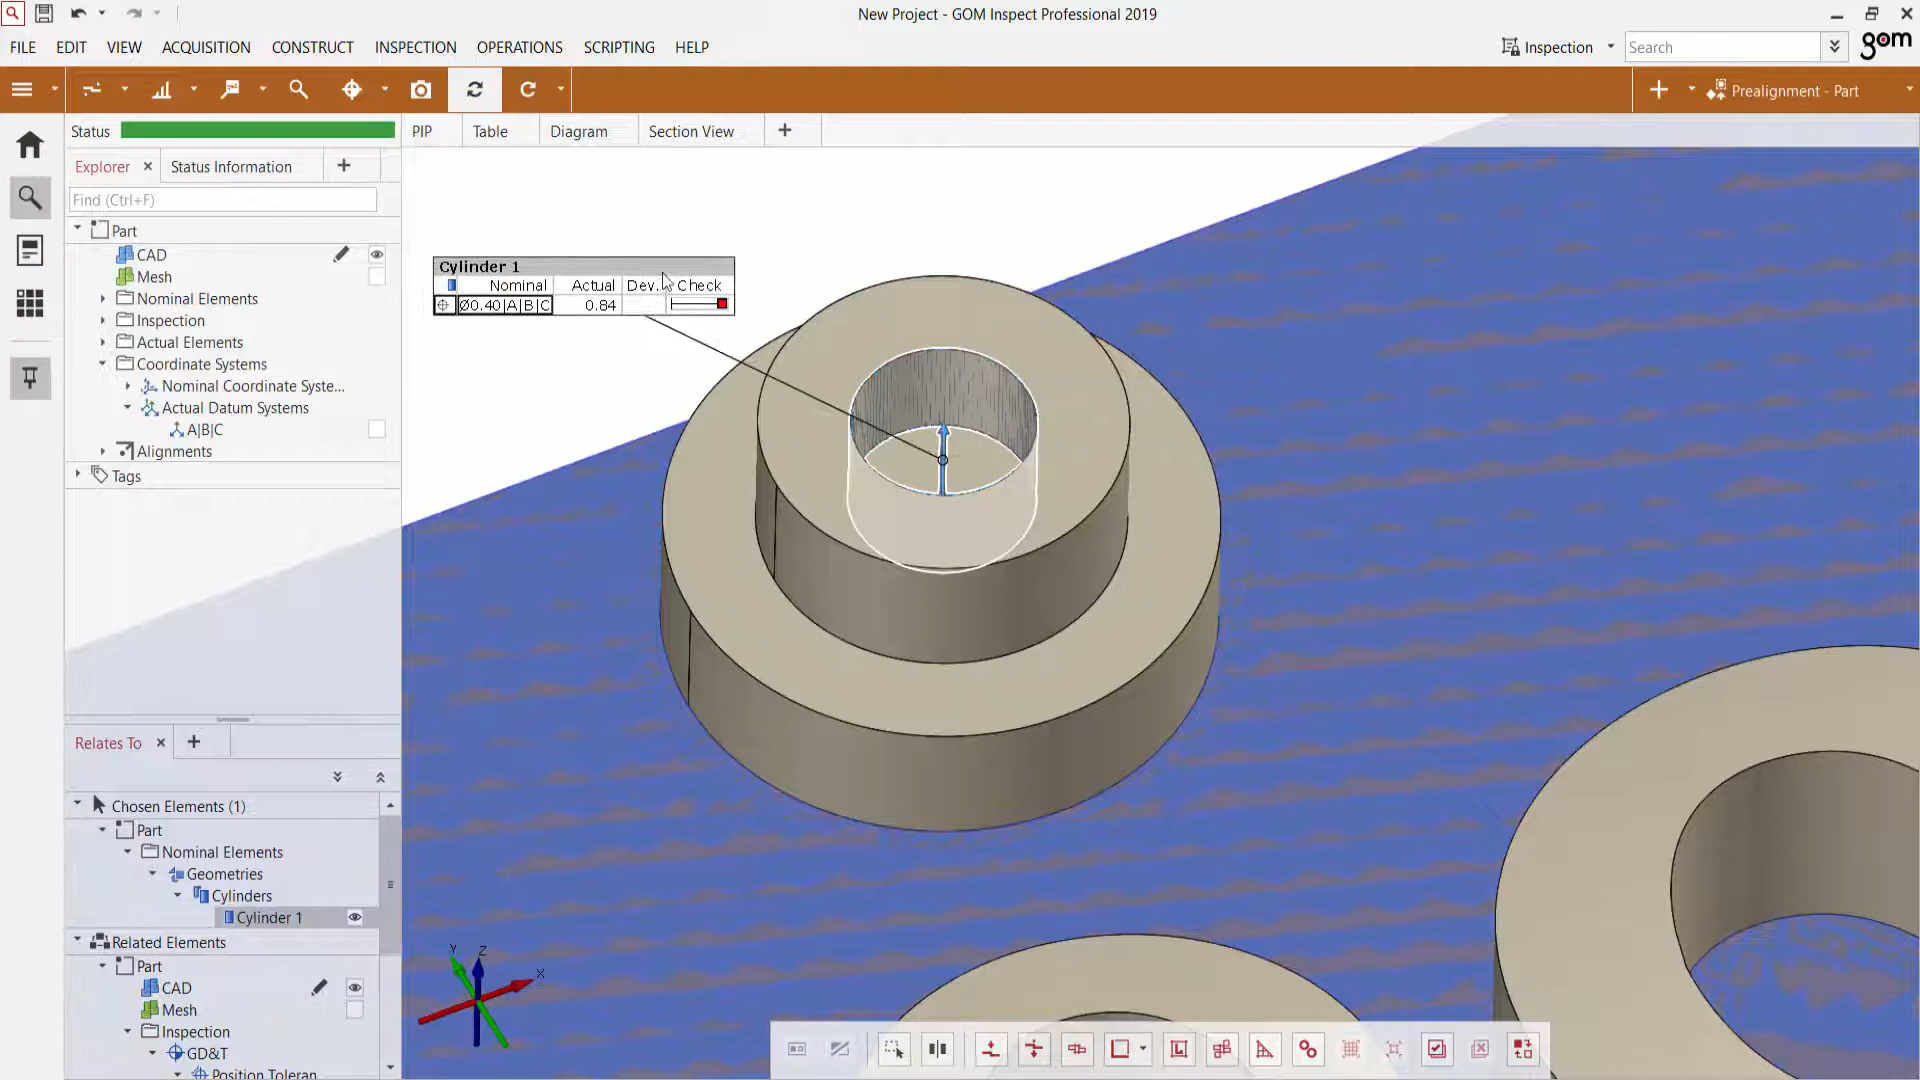 New Project - GOM Inspect Professional 2019
FILE EDIT VIEW ACQUISITION CONSTRUCT INSPECTION OPERATIONS SCRIPTING HELP
Inspection
Search
gom
Prealignment - Part
Status
PIP Table Diagram Section View
Explorer Status Information
Find (Ctrl+F)
Part
CAD
Mesh
Nominal Elements
Inspection
Actual Elements
Coordinate Systems
Nominal Coordinate Syste...
Actual Datum Systems
A|B|C
Alignments
Tags
Cylinder 1
Nominal Actual Dev. Check
Ø0.40|A|B|C 0.84
Relates To
Chosen Elements (1)
Part
Nominal Elements
Geometries
Cylinders
Cylinder 1
Related Elements
Part
CAD
Mesh
Inspection
GD&T
Position Toleran
Y Z X